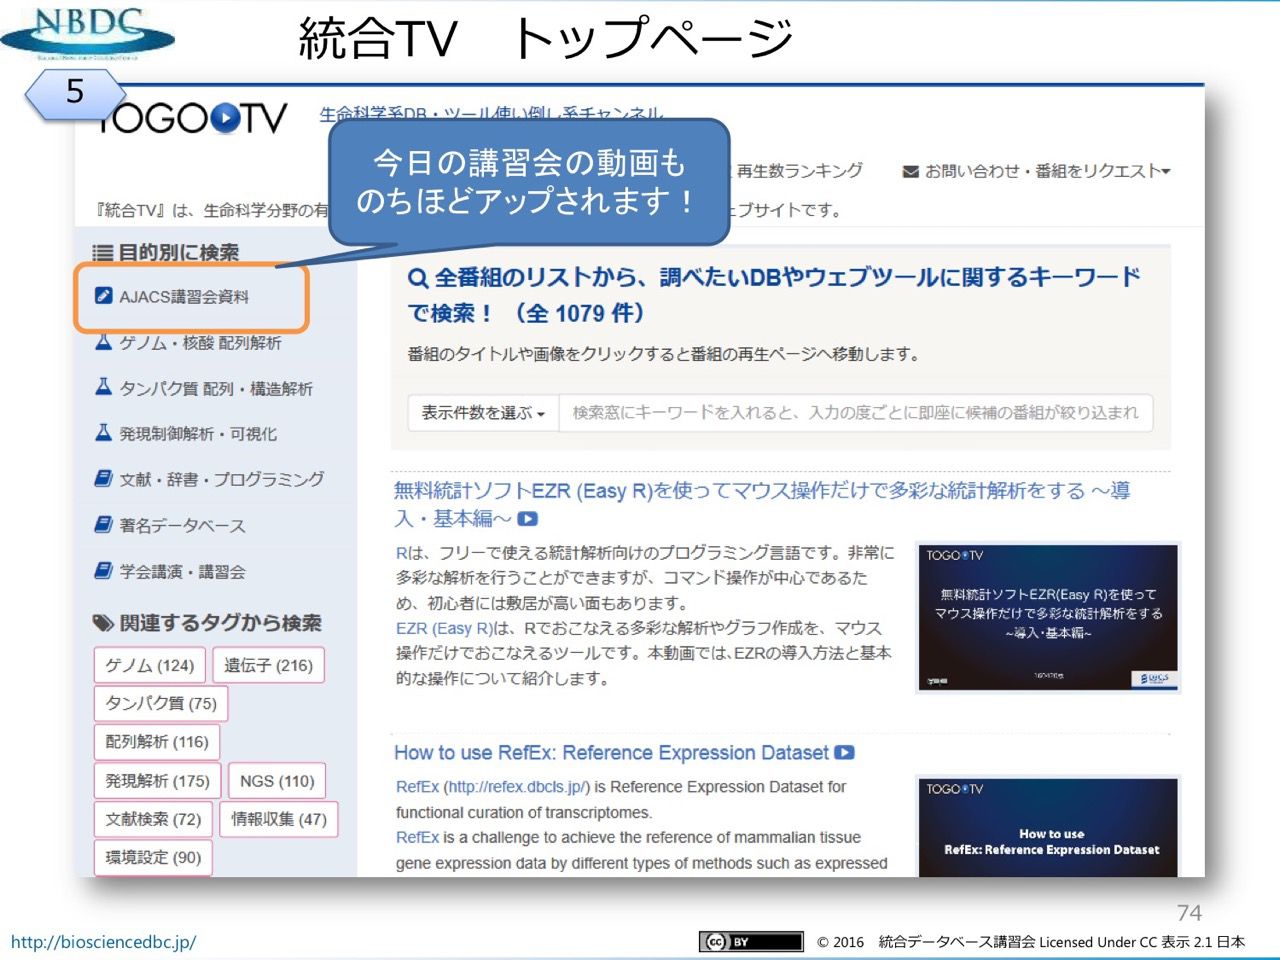 NBDC
統合TV　トップページ
5
TOGO TV
生命科学系DB・ツール使い倒し系チャンネル
今日の講習会の動画も
のちほどアップされます！
再生数ランキング
お問い合わせ・番組をリクエスト
『統合TV』は、生命科学分野の有
ェブサイトです。
目的別に検索
AJACS講習会資料
ゲノム・核酸 配列解析
タンパク質 配列・構造解析
発現制御解析・可視化
文献・辞書・プログラミング
著名データベース
学会講演・講習会
関連するタグから検索
ゲノム (124) 遺伝子 (216)
タンパク質 (75)
配列解析 (116)
発現解析 (175) NGS (110)
文献検索 (72) 情報収集 (47)
環境設定 (90)
全番組のリストから、調べたいDBやウェブツールに関するキーワード
で検索！（全 1079 件）
番組のタイトルや画像をクリックすると番組の再生ページへ移動します。
表示件数を選ぶ 検索窓にキーワードを入れると、入力の度ごとに即座に候補の番組が絞り込まれ
無料統計ソフトEZR (Easy R)を使ってマウス操作だけで多彩な統計解析をする ～導
入・基本編～
Rは、フリーで使える統計解析向けのプログラミング言語です。非常に
多彩な解析を行うことができますが、コマンド操作が中心であるた
め、初心者には敷居が高い面もあります。
EZR (Easy R)は、Rでおこなえる多彩な解析やグラフ作成を、マウス
操作だけでおこなえるツールです。本動画では、EZRの導入方法と基本
的な操作について紹介します。
TOGO TV
無料統計ソフトEZR(Easy R)を使って
マウス操作だけで多彩な統計解析をする
~導入・基本編~
How to use RefEx: Reference Expression Dataset
RefEx (http://refex.dbcls.jp/) is Reference Expression Dataset for
functional curation of transcriptomes.
RefEx is a challenge to achieve the reference of mammalian tissue
gene expression data by different types of methods such as expressed
TOGO TV
How to use
RefEx: Reference Expression Dataset
74
http://biosciencedbc.jp/
CC BY
© 2016　統合データベース講習会 Licensed Under CC 表示 2.1 日本